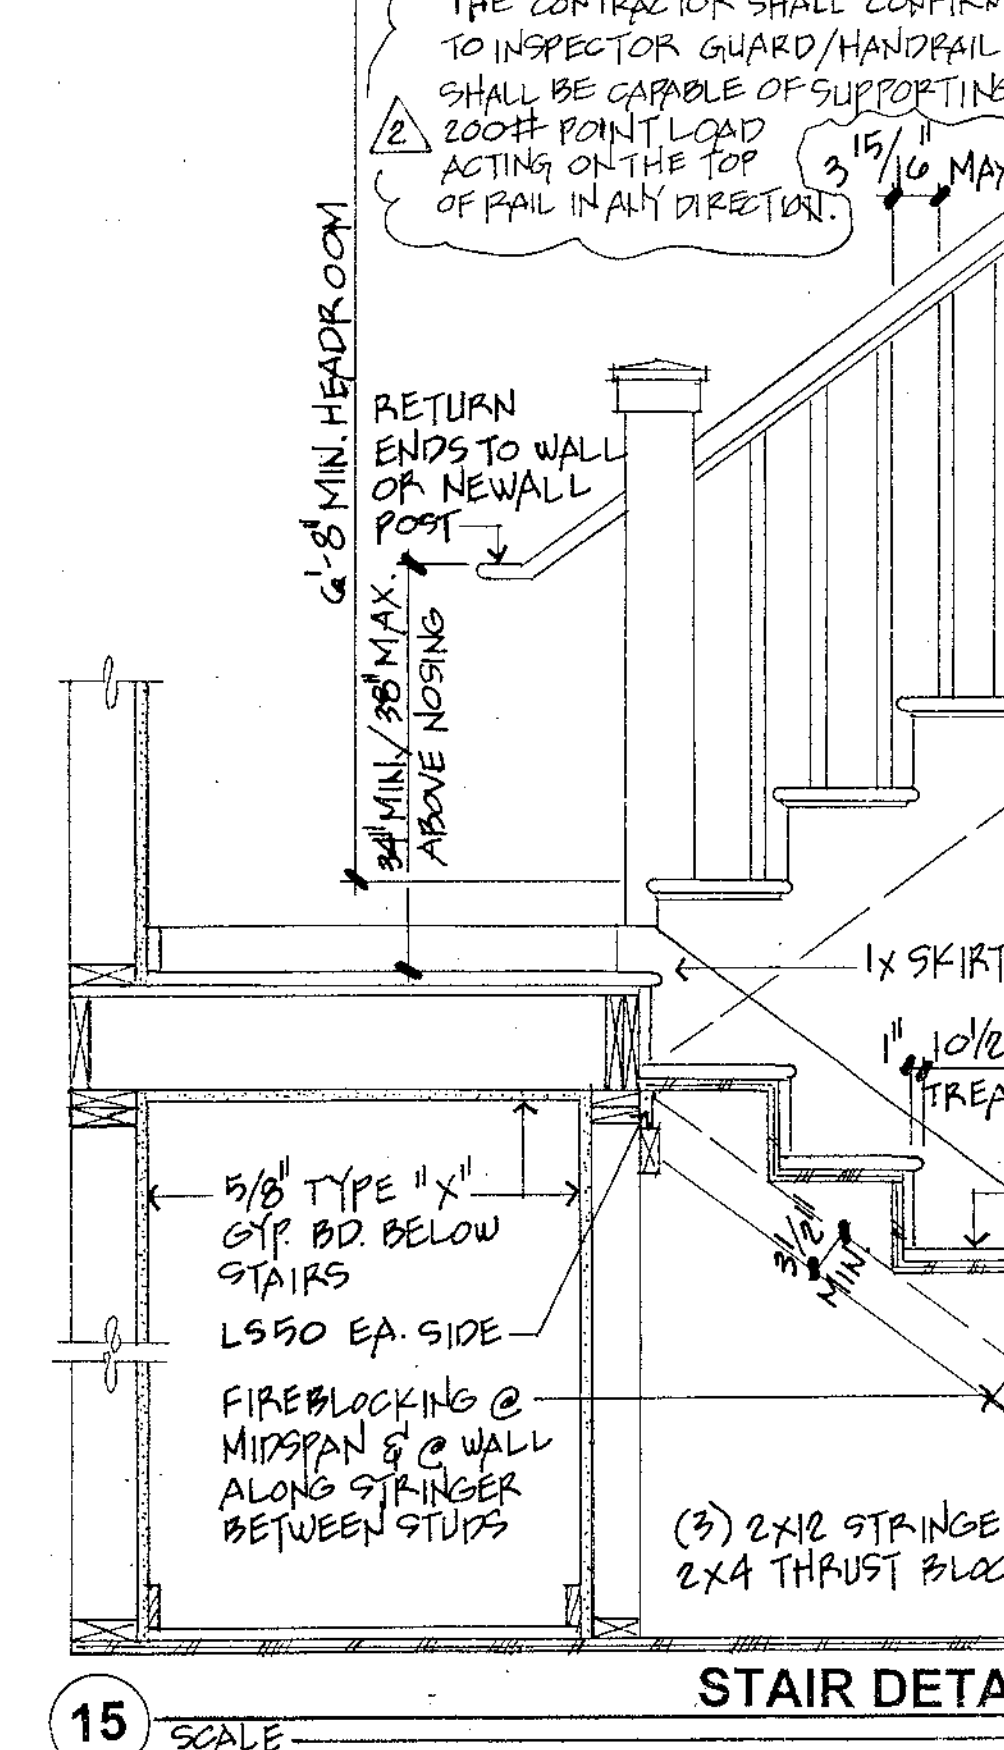 THE CONTRACTOR SHALL CONFIRM
TO INSPECTOR GUARD/HANDRAIL
SHALL BE CAPABLE OF SUPPORTING
2
200# POINT LOAD
ACTING ON THE TOP
OF RAIL IN ANY DIRECTION.
3 15/16" MAX
6'-8" MIN. HEADROOM
RETURN
ENDS TO WALL
OR NEWALL
POST
34" MIN./38" MAX.
ABOVE NOSING
1X SKIRT
1"
10 1/2
TREA
5/8" TYPE "X"
GYP. BD. BELOW
STAIRS
3 1/2"
MIN
LS50 EA. SIDE
FIREBLOCKING @
MIDSPAN & @ WALL
ALONG STRINGER
BETWEEN STUDS
(3) 2X12 STRINGE
2X4 THRUST BLOC
STAIR DETA
15
SCALE